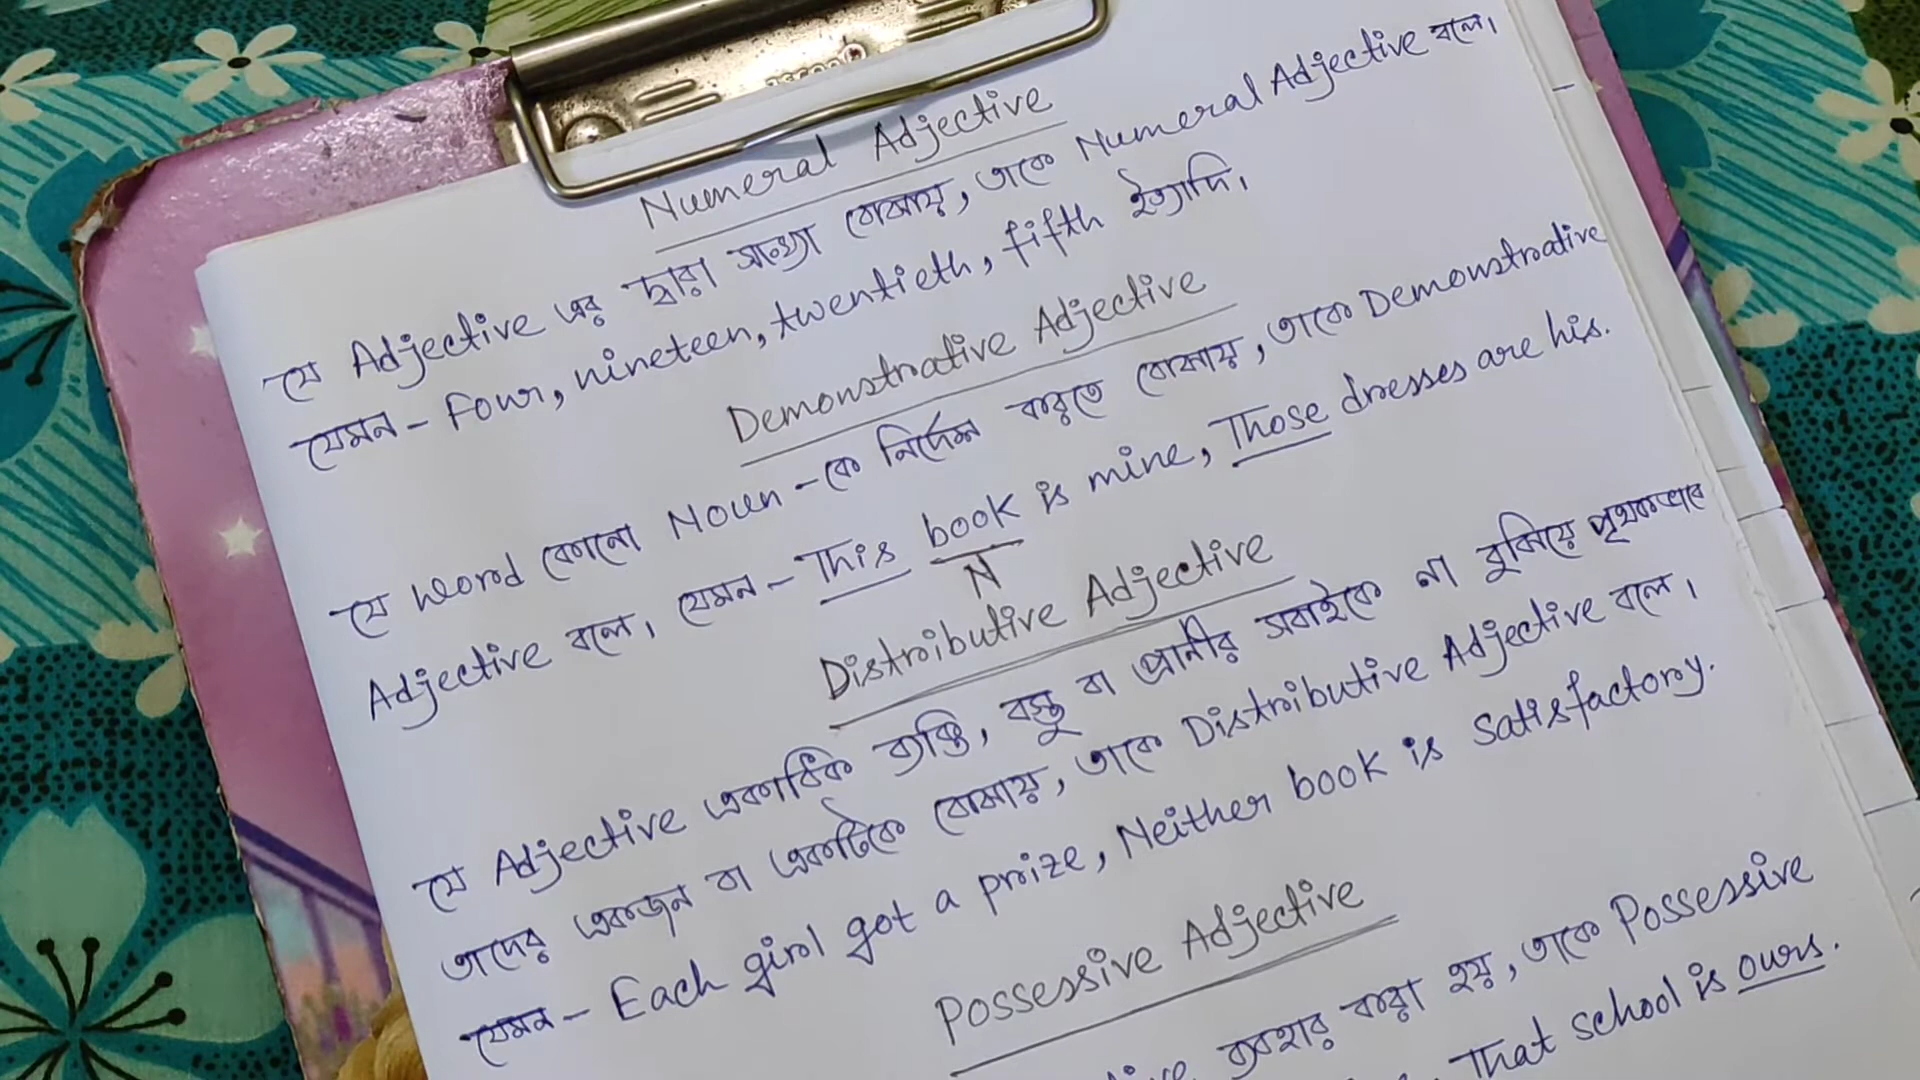 Numeral Adjective
যে Adjective এর দ্বারা সংখ্যা বোঝায়, তাকে Numeral Adjective বলে।
যেমন - Four, nineteen, twentieth, fifth ইত্যাদি।
Demonstrative Adjective
যে Word কোনো Noun - কে নির্দেশ করতে বোঝায়, তাকে Demonstrative
Adjective বলে। যেমন - This book is mine, Those dresses are his.
N
Distributive Adjective
যে Adjective একাধিক ব্যক্তি, বস্তু বা প্রানীর সবাইকে না বুঝিয়ে পৃথকভাবে
তাদের একজন বা একটিকে বোঝায়, তাকে Distributive Adjective বলে।
যেমন - Each girl got a prize, Neither book is satisfactory.
Possessive Adjective
ব্যবহার করা হয়, তাকে Possessive
That school is ours.